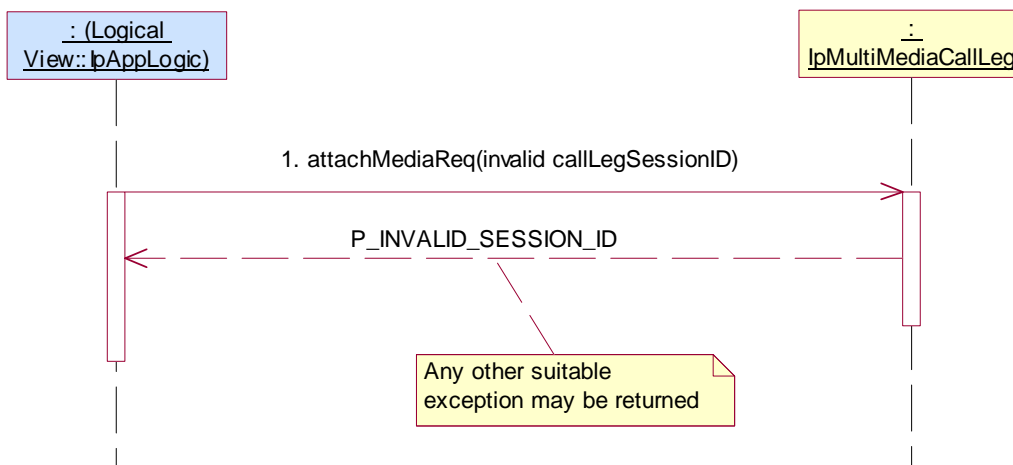 : (Logical
View::IpAppLogic)
:
IpMultiMediaCallLeg
1. attachMediaReq(invalid callLegSessionID)
P_INVALID_SESSION_ID
Any other suitable
exception may be returned